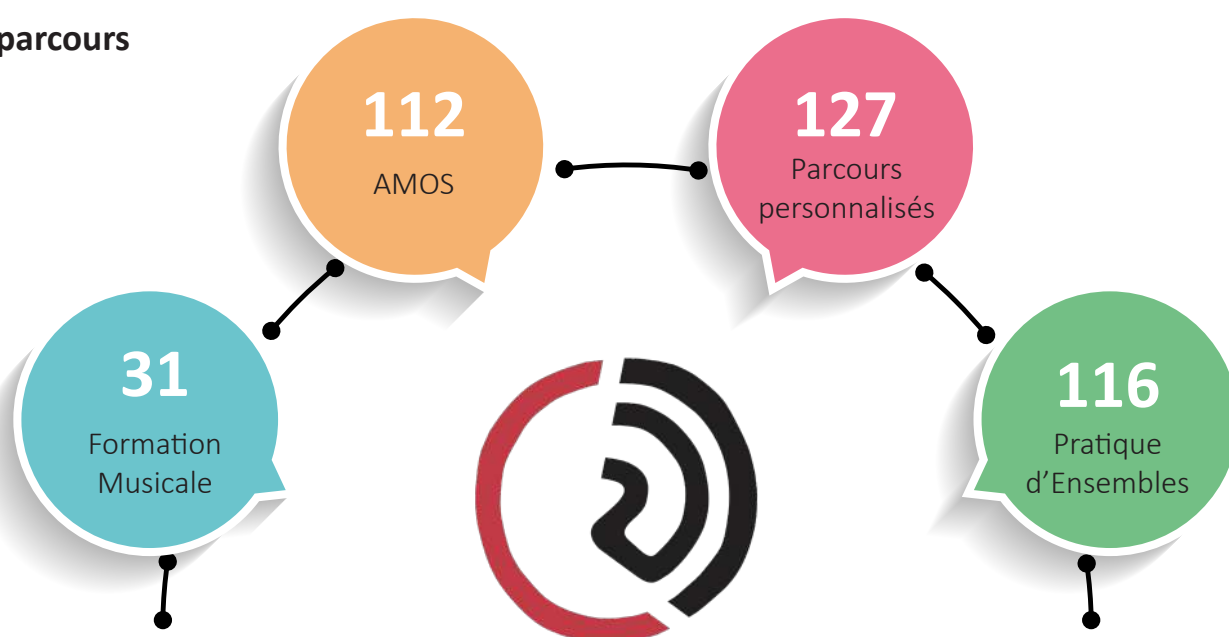 parcours
112
AMOS
127
Parcours
personnalisés
31
Formation
Musicale
116
Pratique
d’Ensembles